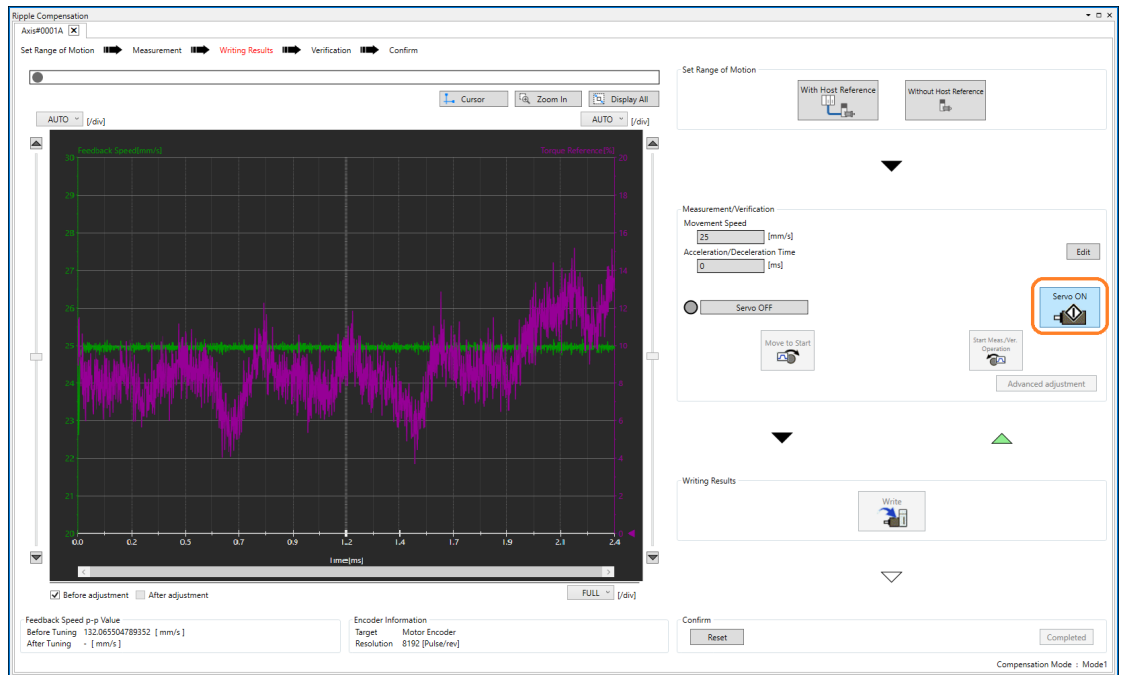 Ripple Compensation
Axis#0001A
Set Range of Motion Measurement Writing Results Verification Confirm
Cursor Zoom In Display All
AUTO [/div] AUTO [/div]
Feedback Speed[mm/s] Torque Reference[%]
30 20
29 18
28 16
27 14
26 12
25 10
24 8
23 6
22 4
21 2
20 0
0.0 0.2 0.5 0.7 0.9 1.2 1.4 1.7 1.9 2.1 2.4
Time[ms]
Before adjustment After adjustment FULL [/div]
Feedback Speed p-p Value
Before Tuning 132.065504789352 [ mm/s ]
After Tuning - [ mm/s ]
Encoder Information
Target Motor Encoder
Resolution 8192 [Pulse/rev]
Set Range of Motion
With Host Reference
Without Host Reference
Measurement/Verification
Movement Speed
25 [mm/s]
Acceleration/Deceleration Time
0 [ms]
Edit
Servo OFF
Servo ON
Move to Start
Start Meas./Ver.
Operation
Advanced adjustment
Writing Results
Write
Confirm
Reset Completed
Compensation Mode : Mode1